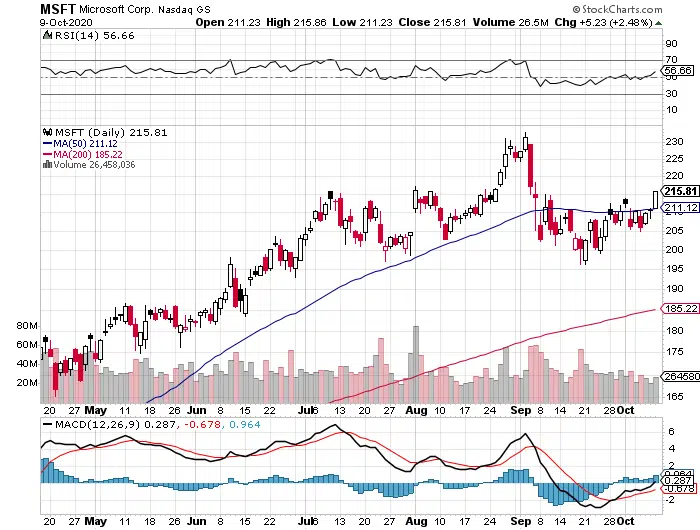 MSFT Microsoft Corp. Nasdaq GS © StockCharts.com
9-Oct-2020 Open 211.23 High 215.86 Low 211.23 Close 215.81 Volume 26.5M Chg +5.23 (+2.48%)
RSI(14) 56.66
90
70
56.66
50
30
10
MSFT (Daily) 215.81
MA(50) 211.12
MA(200) 185.22
Volume 26,458,036
230
225
220
215.81
211.12
205
200
195
190
185.22
180
175
264580
165
80M
60M
40M
20M
20 27 May 11 18 26 Jun 8 15 22 Jul 6 13 20 27 Aug 10 17 24 Sep 8 14 21 28 Oct
MACD(12,26,9) 0.287, -0.678, 0.964
6
4
2
0.964
0.287
-0.678
-2
20 27 May 11 18 26 Jun 8 15 22 Jul 6 13 20 27 Aug 10 17 24 Sep 8 14 21 28 Oct